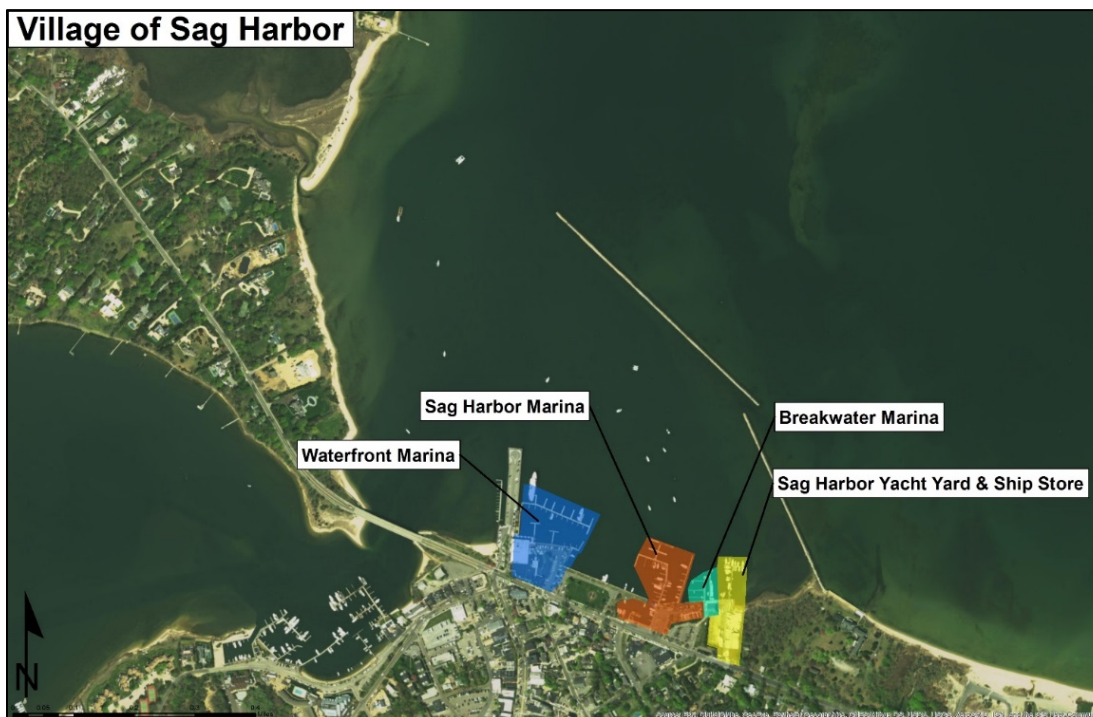 Village of Sag Harbor
Sag Harbor Marina
Breakwater Marina
Waterfront Marina
Sag Harbor Yacht Yard & Ship Store
N